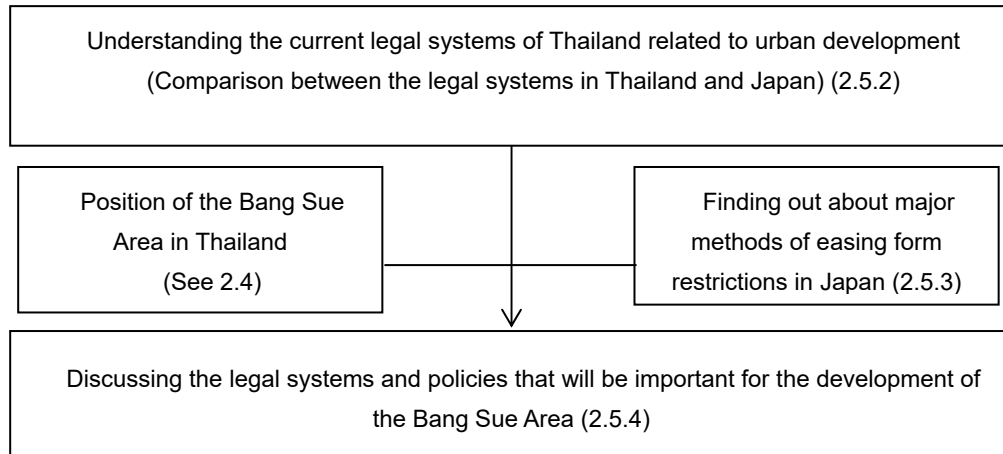 Understanding the current legal systems of Thailand related to urban development
(Comparison between the legal systems in Thailand and Japan) (2.5.2)
Position of the Bang Sue
Area in Thailand
(See 2.4)
Finding out about major
methods of easing form
restrictions in Japan (2.5.3)
Discussing the legal systems and policies that will be important for the development of
the Bang Sue Area (2.5.4)